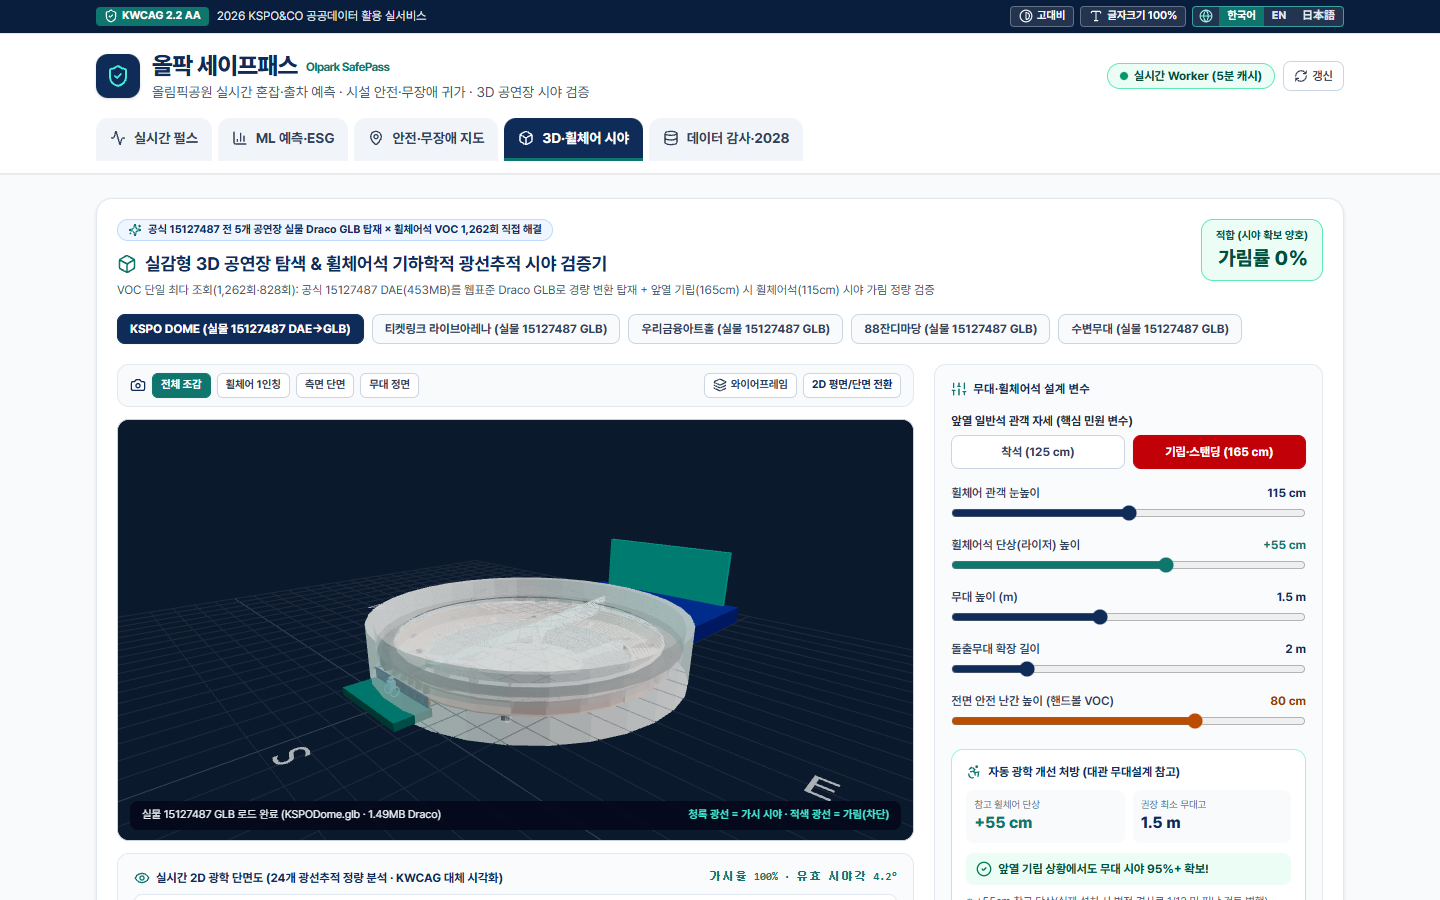 KWCAG 2.2 AA 2026 KSPO&CO 공공데이터 활용 실서비스 고대비 글자크기 100% 한국어 EN 日本語
올팍 세이프패스 Olpark SafePass
올림픽공원 실시간 혼잡·출차 예측 · 시설 안전·무장애 귀가 · 3D 공연장 시야 검증
실시간 Worker (5분 캐시) 갱신
실시간 펄스 ML 예측·ESG 안전·무장애 지도 3D·휠체어 시야 데이터 감사·2028
공식 15127487 전 5개 공연장 실물 Draco GLB 탑재 × 휠체어석 VOC 1,262회 직접 해결
실감형 3D 공연장 탐색 & 휠체어석 기하학적 광선추적 시야 검증기
VOC 단일 최다 조회(1,262회·828회): 공식 15127487 DAE(453MB)를 웹표준 Draco GLB로 경량 변환 탑재 + 앞열 기립(165cm) 시 휠체어석(115cm) 시야 가림 정량 검증
적합 (시야 확보 양호)
가림률 0%
KSPO DOME (실물 15127487 DAE→GLB) 티켓링크 라이브아레나 (실물 15127487 GLB) 우리금융아트홀 (실물 15127487 GLB) 88잔디마당 (실물 15127487 GLB) 수변무대 (실물 15127487 GLB)
전체 조감 휠체어 1인칭 측면 단면 무대 정면 와이어프레임 2D 평면/단면 전환
S
E
실물 15127487 GLB 로드 완료 (KSPODome.glb · 1.49MB Draco) 청록 광선 = 가시 시야 · 적색 광선 = 가림(차단)
실시간 2D 광학 단면도 (24개 광선추적 정량 분석 · KWCAG 대체 시각화) 가시율 100% · 유효 시야각 4.2°
무대·휠체어석 설계 변수
앞열 일반석 관객 자세 (핵심 민원 변수)
착석 (125 cm) 기립·스탠딩 (165 cm)
휠체어 관객 눈높이 115 cm
휠체어석 단상(라이저) 높이 +55 cm
무대 높이 (m) 1.5 m
돌출무대 확장 길이 2 m
전면 안전 난간 높이 (핸드볼 VOC) 80 cm
자동 광학 개선 처방 (대관 무대설계 참고)
참고 휠체어 단상 권장 최소 무대고
+55 cm 1.5 m
앞열 기립 상황에서도 무대 시야 95%+ 확보!